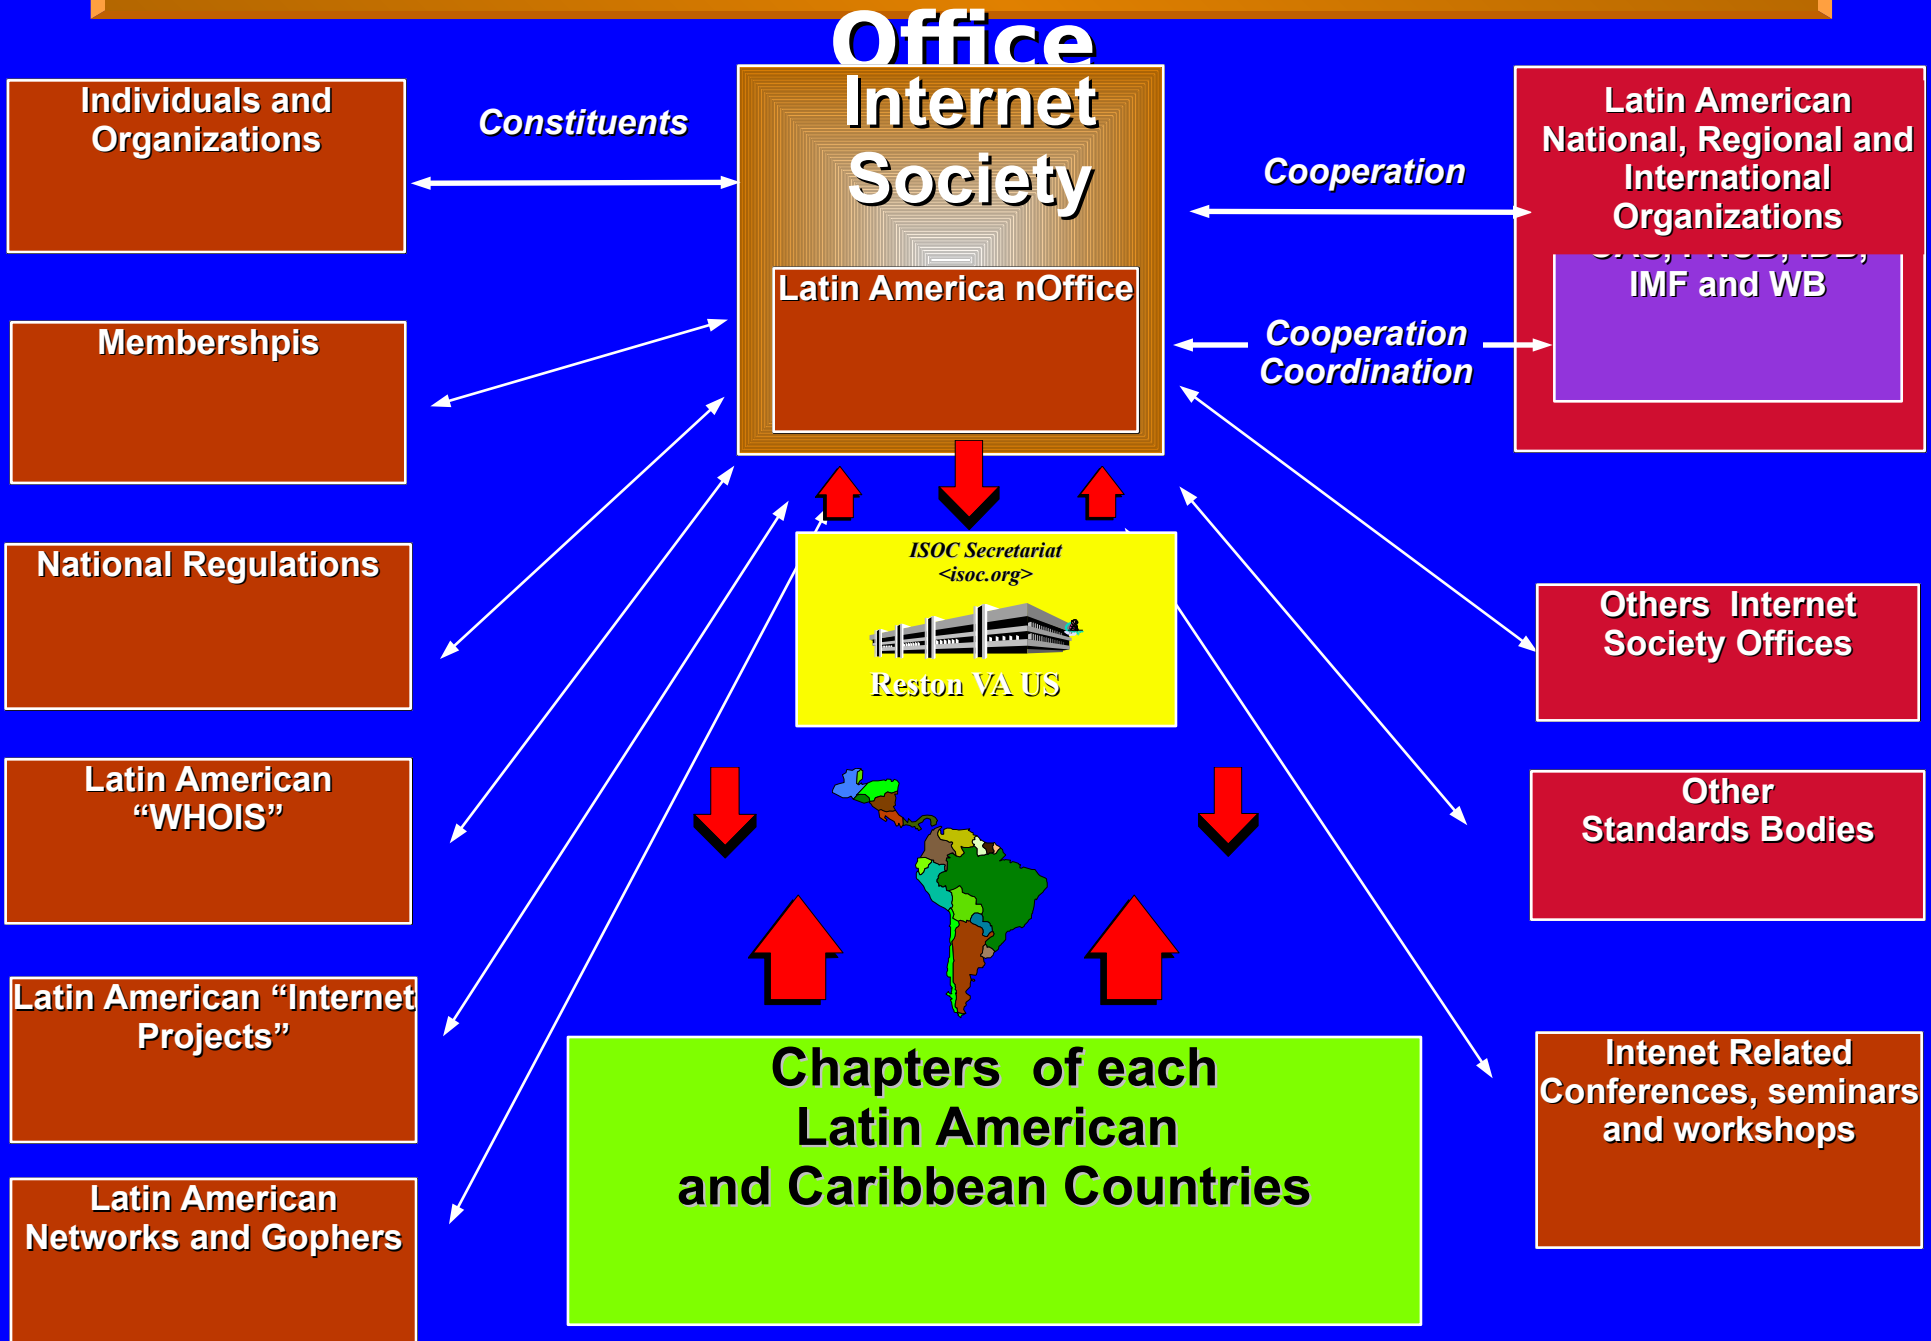 Office
Individuals and
Organizations
Constituents
Internet
Society
Latin America nOffice
Cooperation
Latin American
National, Regional and
International
Organizations
IMF and WB
Cooperation
Coordination
Membershpis
National Regulations
ISOC Secretariat
<isoc.org>
Reston VA US
Others Internet
Society Offices
Latin American
“WHOIS”
Other
Standards Bodies
Latin American “Internet
Projects”
Chapters of each
Latin American
and Caribbean Countries
Intenet Related
Conferences, seminars
and workshops
Latin American
Networks and Gophers